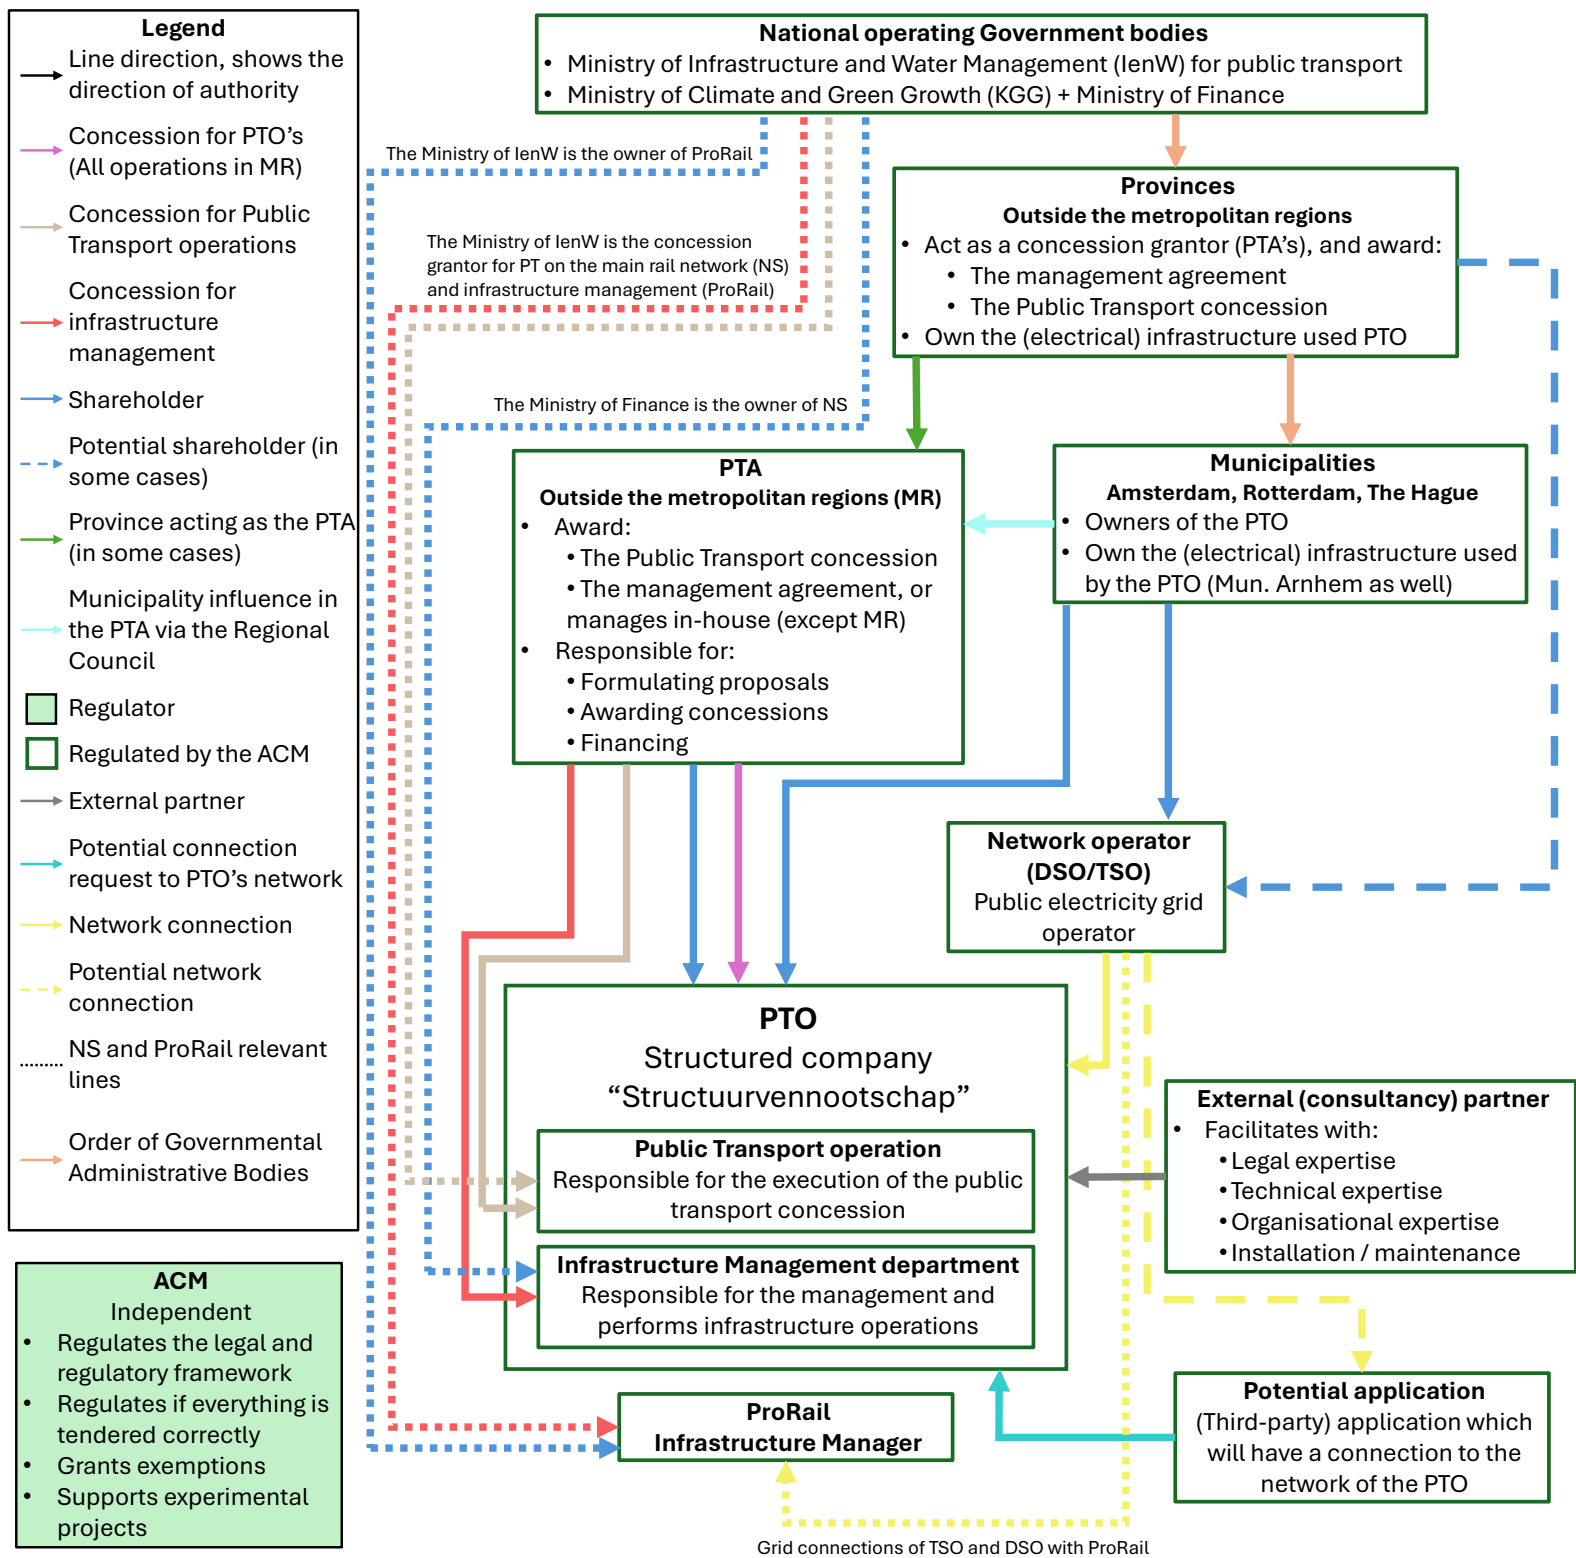 Legend
Line direction, shows the
direction of authority
Concession for PTO's
(All operations in MR)
Concession for Public
Transport operations
Concession for
infrastructure
management
Shareholder
Potential shareholder (in
some cases)
Province acting as the PTA
(in some cases)
Municipality influence in
the PTA via the Regional
Council
Regulator
Regulated by the ACM
External partner
Potential connection
request to PTO's network
Network connection
Potential network
connection
NS and ProRail relevant
lines
Order of Governmental
Administrative Bodies
ACM
Independent
• Regulates the legal and
regulatory framework
• Regulates if everything is
tendered correctly
• Grants exemptions
• Supports experimental
projects
National operating Government bodies
• Ministry of Infrastructure and Water Management (IenW) for public transport
• Ministry of Climate and Green Growth (KGG) + Ministry of Finance
The Ministry of IenW is the owner of ProRail
The Ministry of IenW is the concession
grantor for PT on the main rail network (NS)
and infrastructure management (ProRail)
The Ministry of Finance is the owner of NS
Provinces
Outside the metropolitan regions
• Act as a concession grantor (PTA's), and award:
• The management agreement
• The Public Transport concession
• Own the (electrical) infrastructure used PTO
PTA
Outside the metropolitan regions (MR)
• Award:
• The Public Transport concession
• The management agreement, or
manages in-house (except MR)
• Responsible for:
• Formulating proposals
• Awarding concessions
• Financing
Municipalities
Amsterdam, Rotterdam, The Hague
• Owners of the PTO
• Own the (electrical) infrastructure used
by the PTO (Mun. Arnhem as well)
Network operator
(DSO/TSO)
Public electricity grid
operator
PTO
Structured company
“Structuurvennootschap”
Public Transport operation
Responsible for the execution of the public
transport concession
Infrastructure Management department
Responsible for the management and
performs infrastructure operations
External (consultancy) partner
• Facilitates with:
• Legal expertise
• Technical expertise
• Organisational expertise
• Installation / maintenance
ProRail
Infrastructure Manager
Potential application
(Third-party) application which
will have a connection to the
network of the PTO
Grid connections of TSO and DSO with ProRail